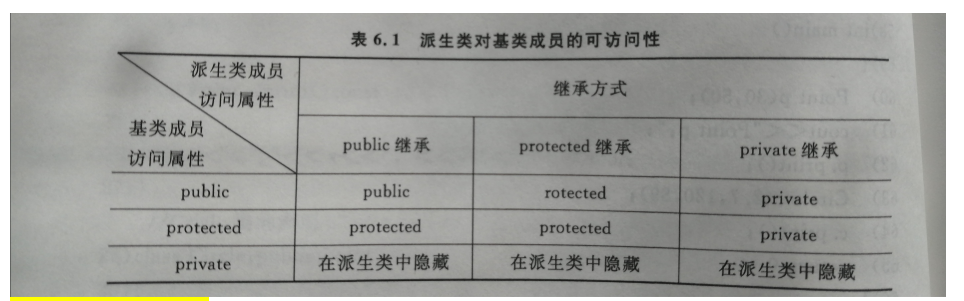 表 6.1 派生类对基类成员的可访问性
派生类成员
访问属性
继承方式
基类成员
访问属性
public 继承 protected 继承 private 继承
public public rotected private
protected protected protected private
private 在派生类中隐藏 在派生类中隐藏 在派生类中隐藏